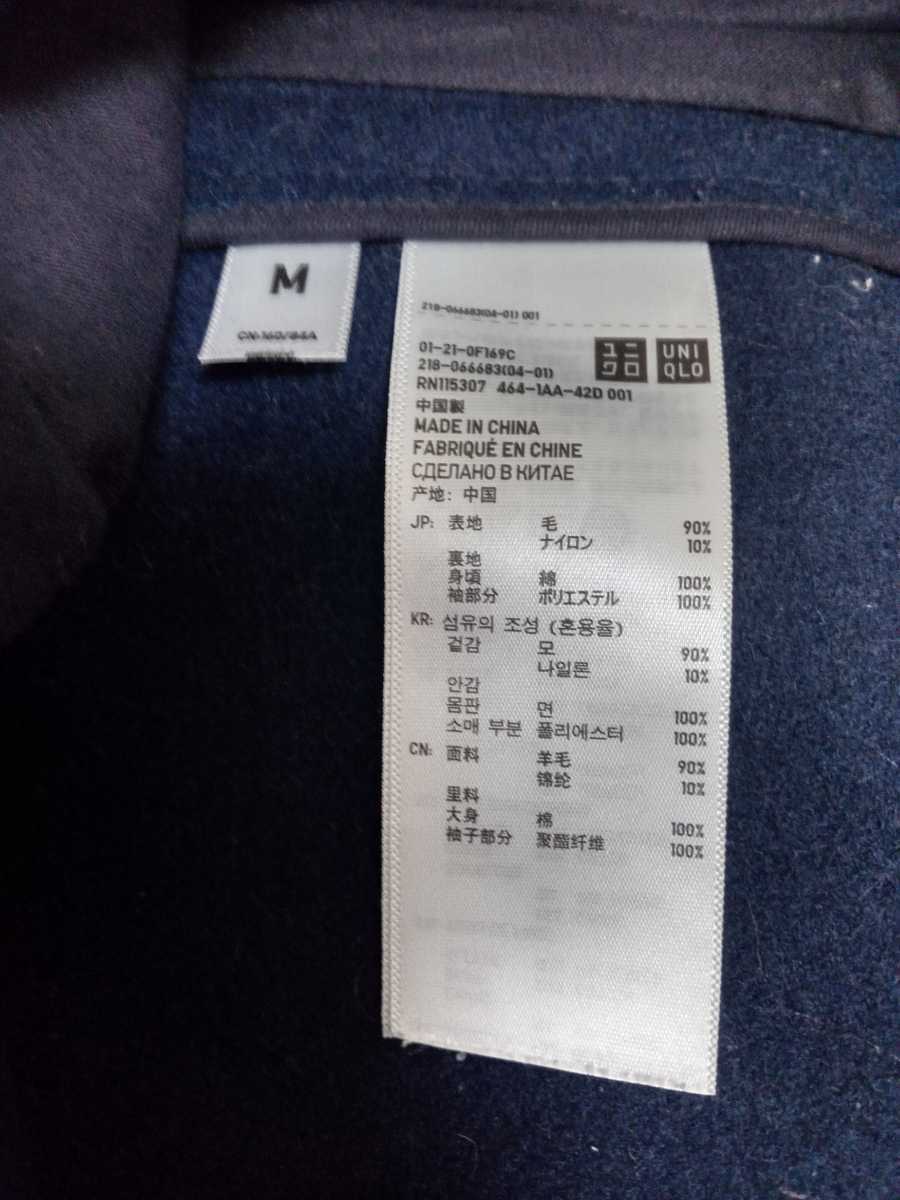 M
CN:160/84A
218-066683(04-01) 001
01-21-0F169C
ユニクロ
UNIQLO
218-066683(04-01)
RN115307 464-1AA-42D 001
中国製
MADE IN CHINA
FABRIQUÉ EN CHINE
СДЕЛАНО В КИТАЕ
产地: 中国
JP: 表地 毛 90%
ナイロン 10%
裏地
身頃 綿 100%
袖部分 ポリエステル 100%
KR: 섬유의 조성 (혼용율)
겉감 모 90%
나일론 10%
안감
몸판 면 100%
소매 부분 폴리에스터 100%
CN: 面料 羊毛 90%
锦纶 10%
里料
大身 棉 100%
袖子部分 聚酯纤维 100%